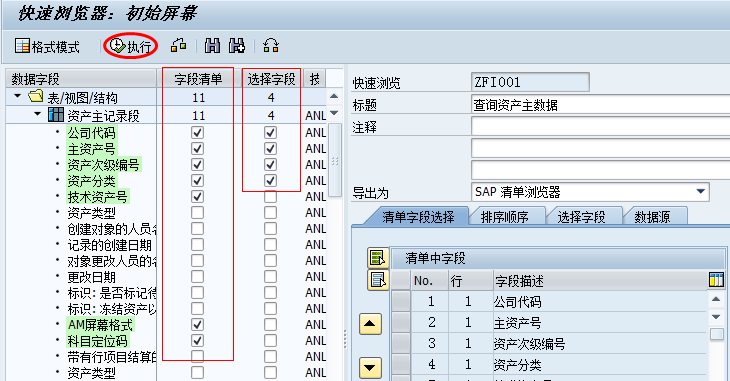 快速浏览器: 初始屏幕
格式模式 执行
数据字段 字段清单 选择字段 技
表/视图/结构 11 4
资产主记录段 11 4 ANL
公司代码 ANL
主资产号 ANL
资产次级编号 ANL
资产分类 ANL
技术资产号 ANL
资产类型 ANL
创建对象的人员名 ANL
记录的创建日期 ANL
对象更改人员的名 ANL
更改日期 ANL
标识: 是否标记待 ANL
标识: 冻结资产以 ANL
AM屏幕格式 ANL
科目定位码 ANL
带有行项目结算的 ANL
资产类型 ANL
快速浏览 ZFI001
标题 查询资产主数据
注释
导出为 SAP 清单浏览器
清单字段选择 排序顺序 选择字段 数据源
清单中字段
No. 行 字段描述
1 1 公司代码
2 1 主资产号
3 1 资产次级编号
4 1 资产分类